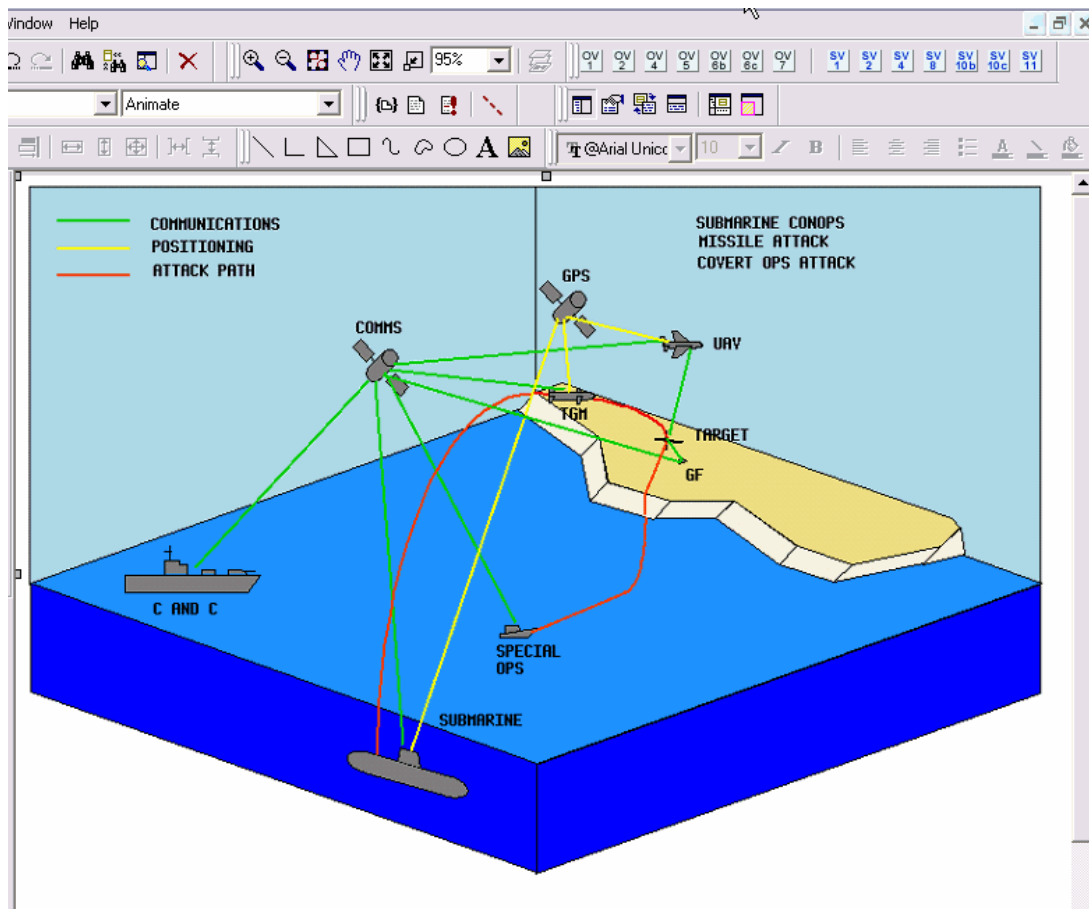 Window Help
95% OV 1 OV 2 OV 4 OV 5 OV 6b OV 6c OV 7 SV 1 SV 2 SV 4 SV 8 SV 10b SV 10c SV 11
Animate
A @Arial Unicc 10 I B A
COMMUNICATIONS
POSITIONING
ATTACK PATH
SUBMARINE CONOPS
MISSILE ATTACK
COVERT OPS ATTACK
GPS
COMMS
UAV
TGM
TARGET
GF
C AND C
SPECIAL
OPS
SUBMARINE